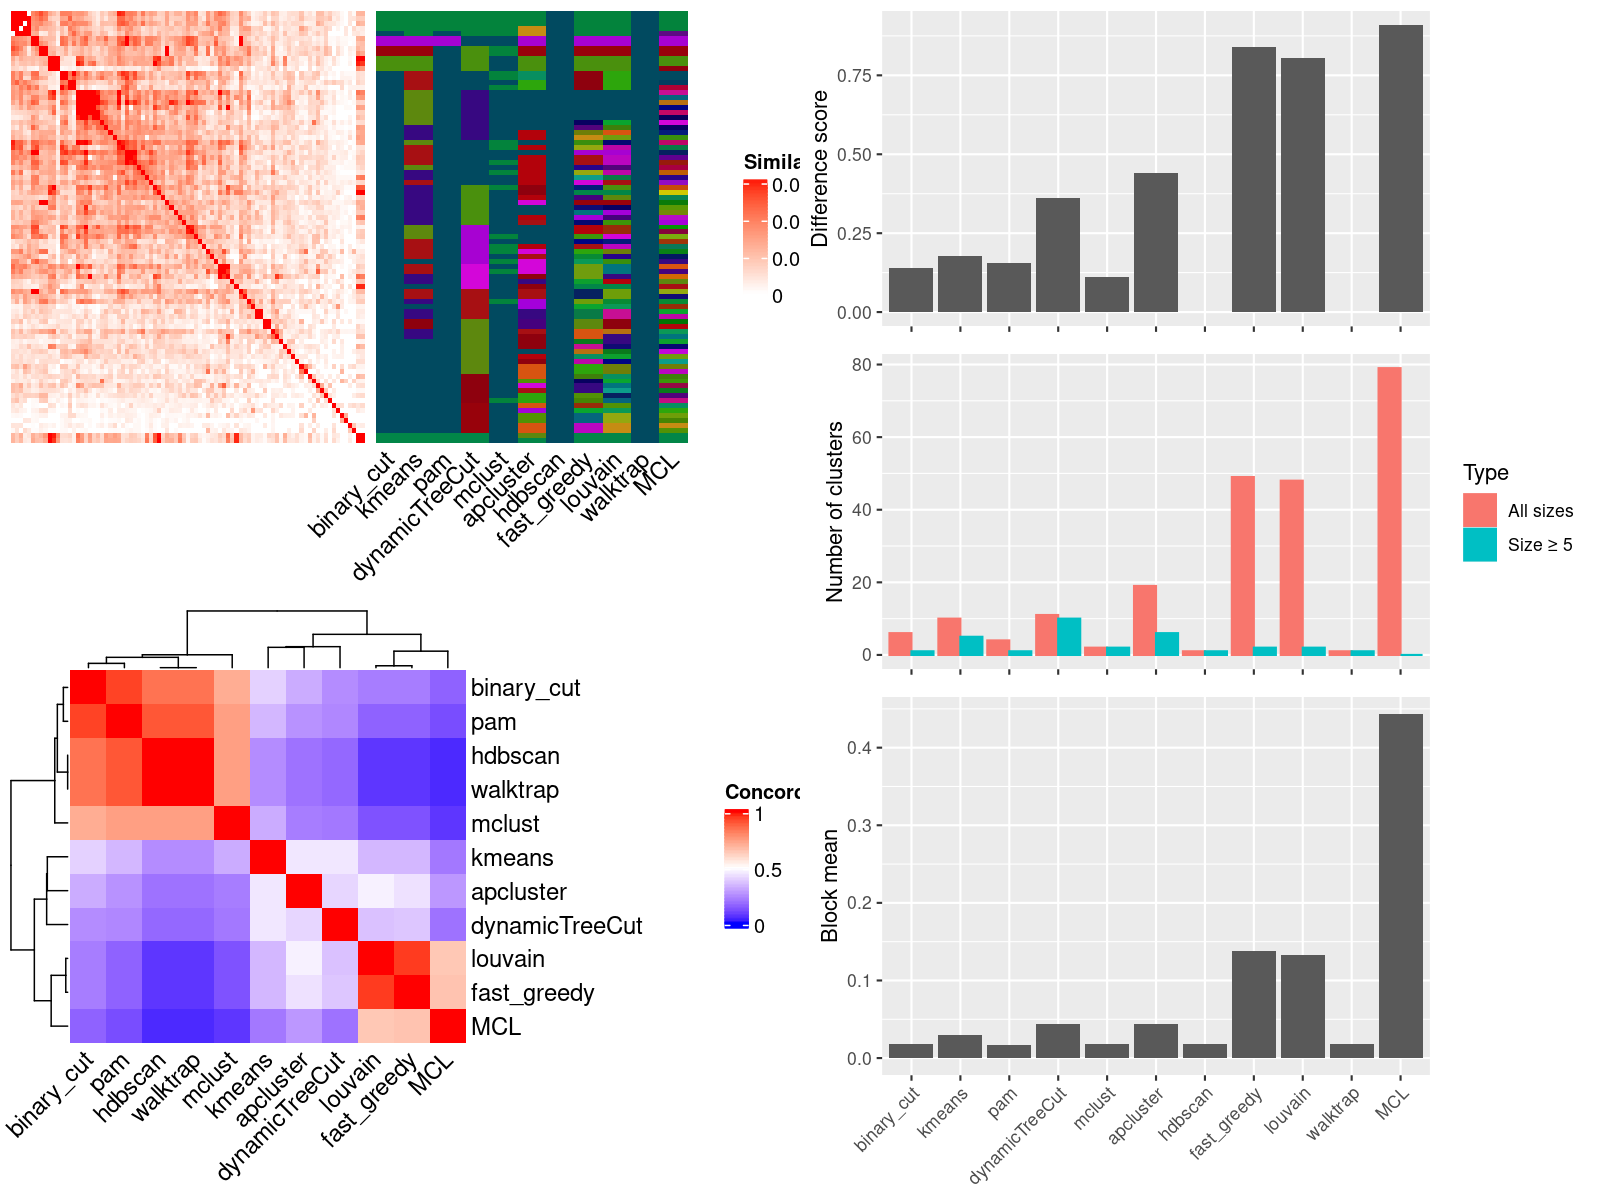 Simila
0.0
0.0
0.0
0
binary_cut
kmeans
pam
dynamicTreeCut
mclust
apcluster
hdbscan
fast_greedy
louvain
walktrap
MCL
binary_cut
pam
hdbscan
walktrap
mclust
kmeans
apcluster
dynamicTreeCut
louvain
fast_greedy
MCL
binary_cut
pam
hdbscan
walktrap
mclust
kmeans
apcluster
dynamicTreeCut
louvain
fast_greedy
MCL
Concord
1
0.5
0
Difference score
0.75
0.50
0.25
0.00
Number of clusters
80
60
40
20
0
Type
All sizes
Size ≥ 5
Block mean
0.4
0.3
0.2
0.1
0.0
binary_cut
kmeans
pam
dynamicTreeCut
mclust
apcluster
hdbscan
fast_greedy
louvain
walktrap
MCL